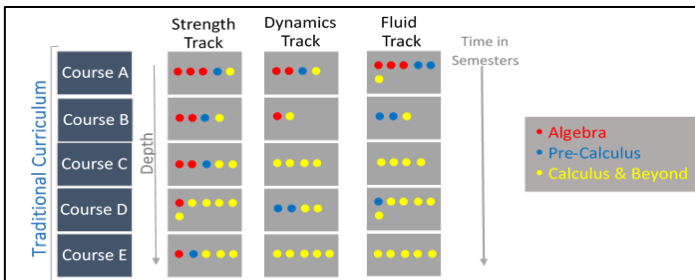 Strength
Track
Dynamics
Track
Fluid
Track
Time in
Semesters
Traditional Curriculum
Course A
Course B
Course C
Course D
Course E
Depth
Algebra
Pre-Calculus
Calculus & Beyond